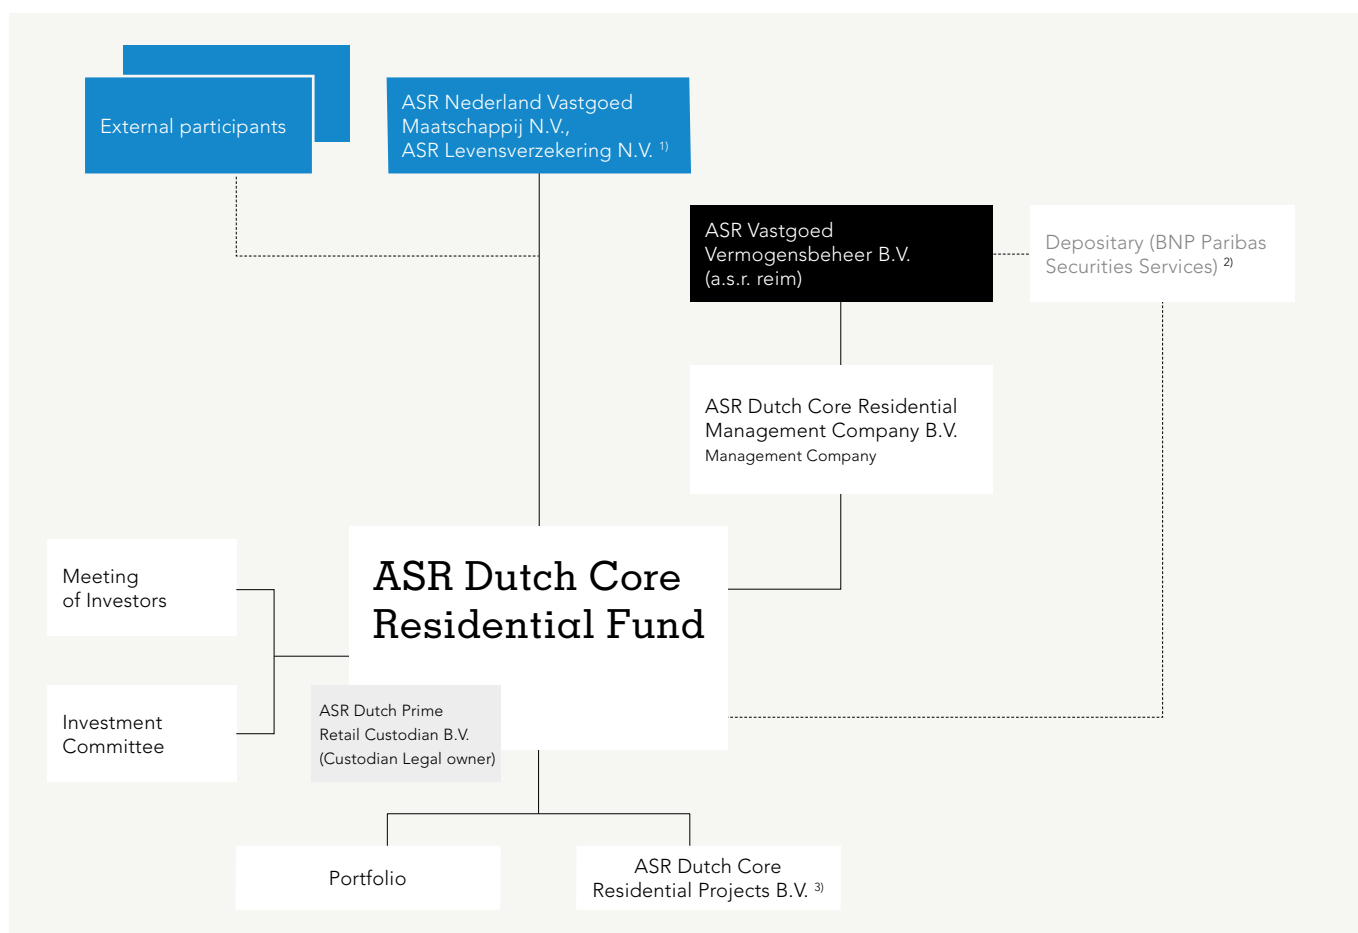 External participants
ASR Nederland Vastgoed
Maatschappij N.V.,
ASR Levensverzekering N.V. 1)
ASR Vastgoed
Vermogensbeheer B.V.
(a.s.r. reim)
Depositary (BNP Paribas
Securities Services) 2)
ASR Dutch Core Residential
Management Company B.V.
Management Company
ASR Dutch Core
Residential Fund
Meeting
of Investors
Investment
Committee
ASR Dutch Prime
Retail Custodian B.V.
(Custodian Legal owner)
Portfolio
ASR Dutch Core
Residential Projects B.V. 3)